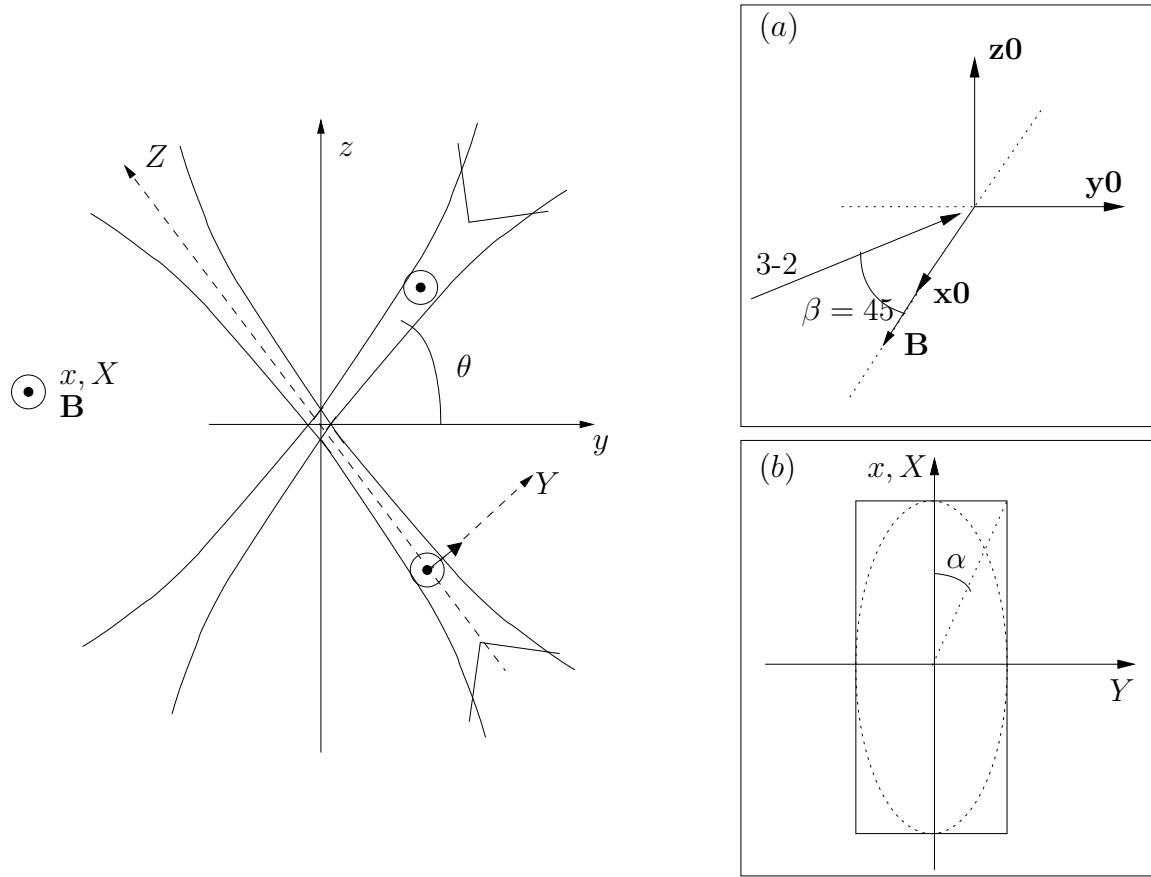 Z
z
θ
x, X
B
y
Y
(a)
z0
y0
3-2
x0
β = 45
B
(b)
x, X
α
Y